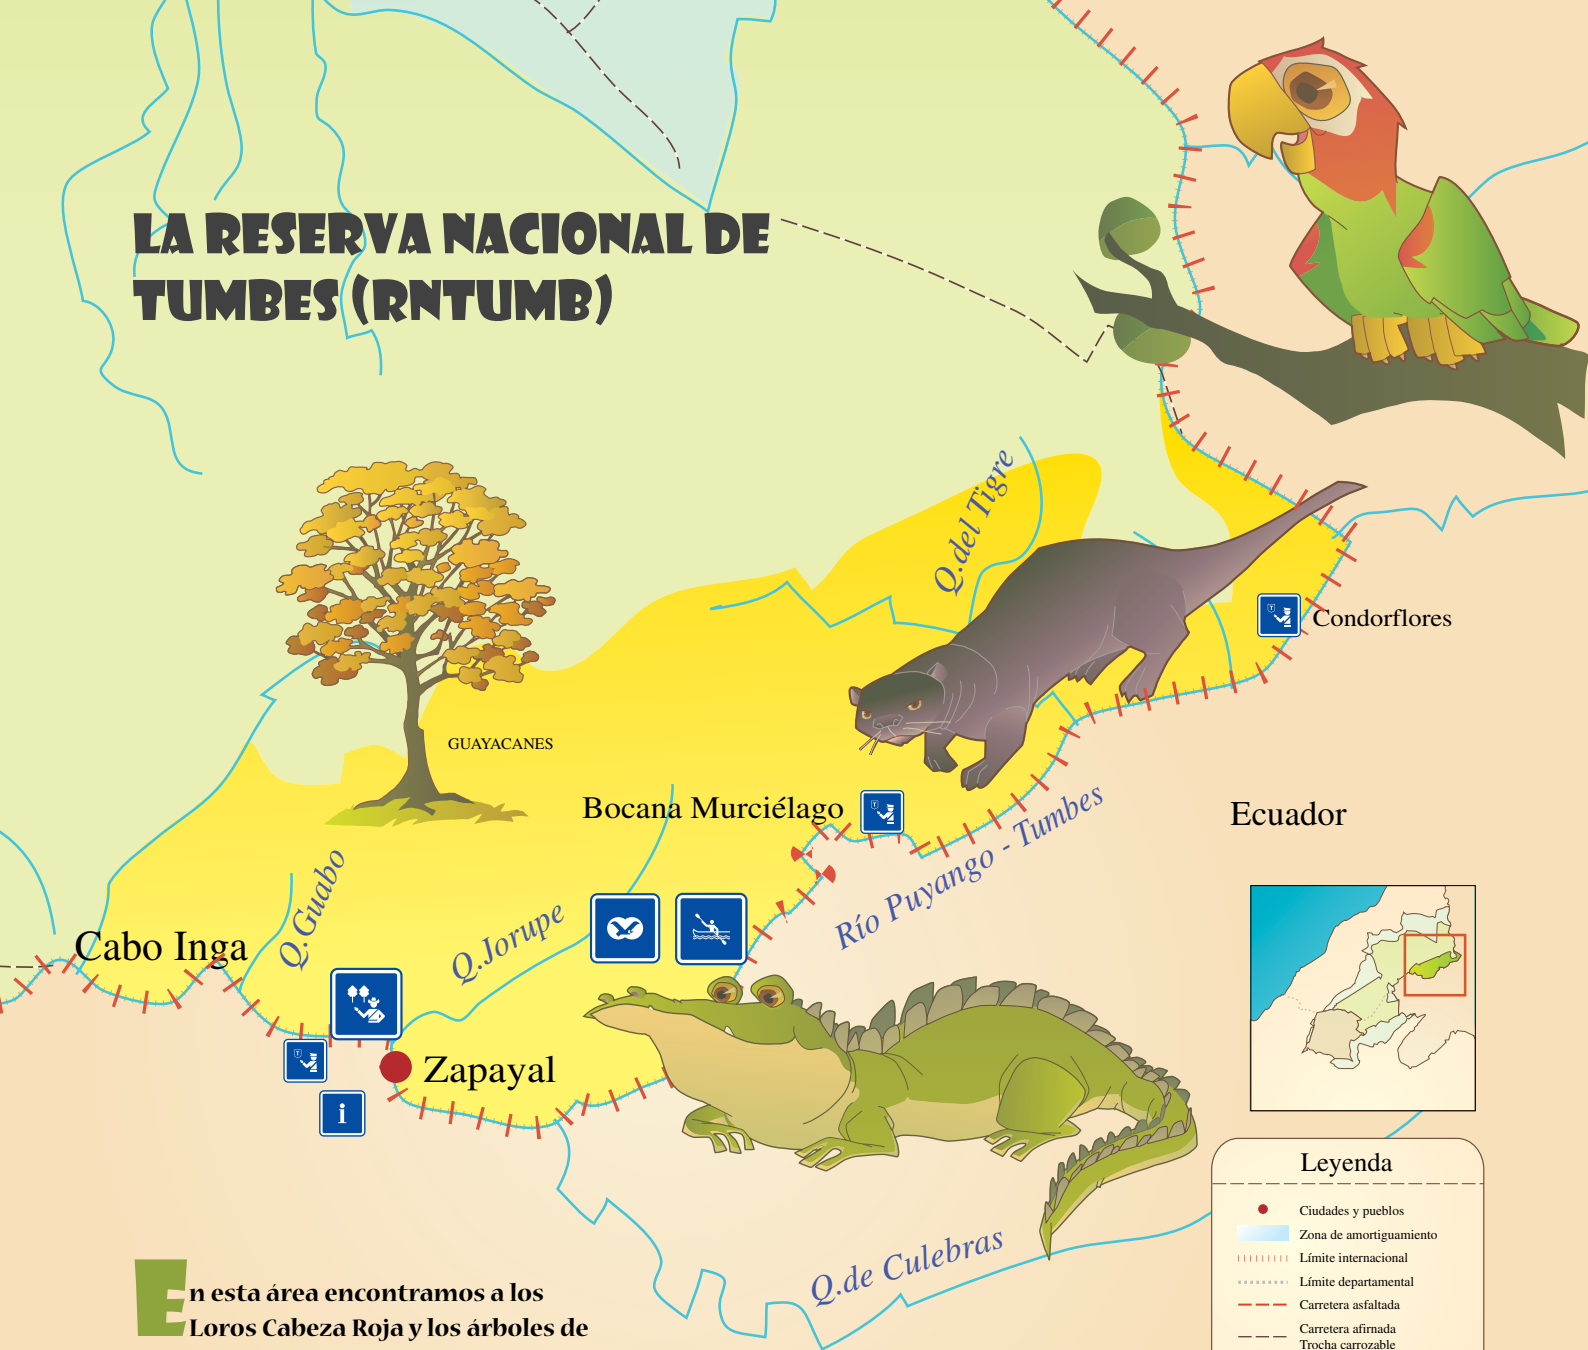 LA RESERVA NACIONAL DE
TUMBES (RNTUMB)
Q.del Tigre
Condorflores
GUAYACANES
Bocana Murciélago
Ecuador
Río Puyango - Tumbes
Q.Guabo
Cabo Inga
Q.Jorupe
Zapayal
i
Q.de Culebras
Leyenda
Ciudades y pueblos
Zona de amortiguamiento
Límite internacional
Límite departamental
Carretera asfaltada
Carretera afirnada
Trocha carrozable
En esta área encontramos a los
Loros Cabeza Roja y los árboles de